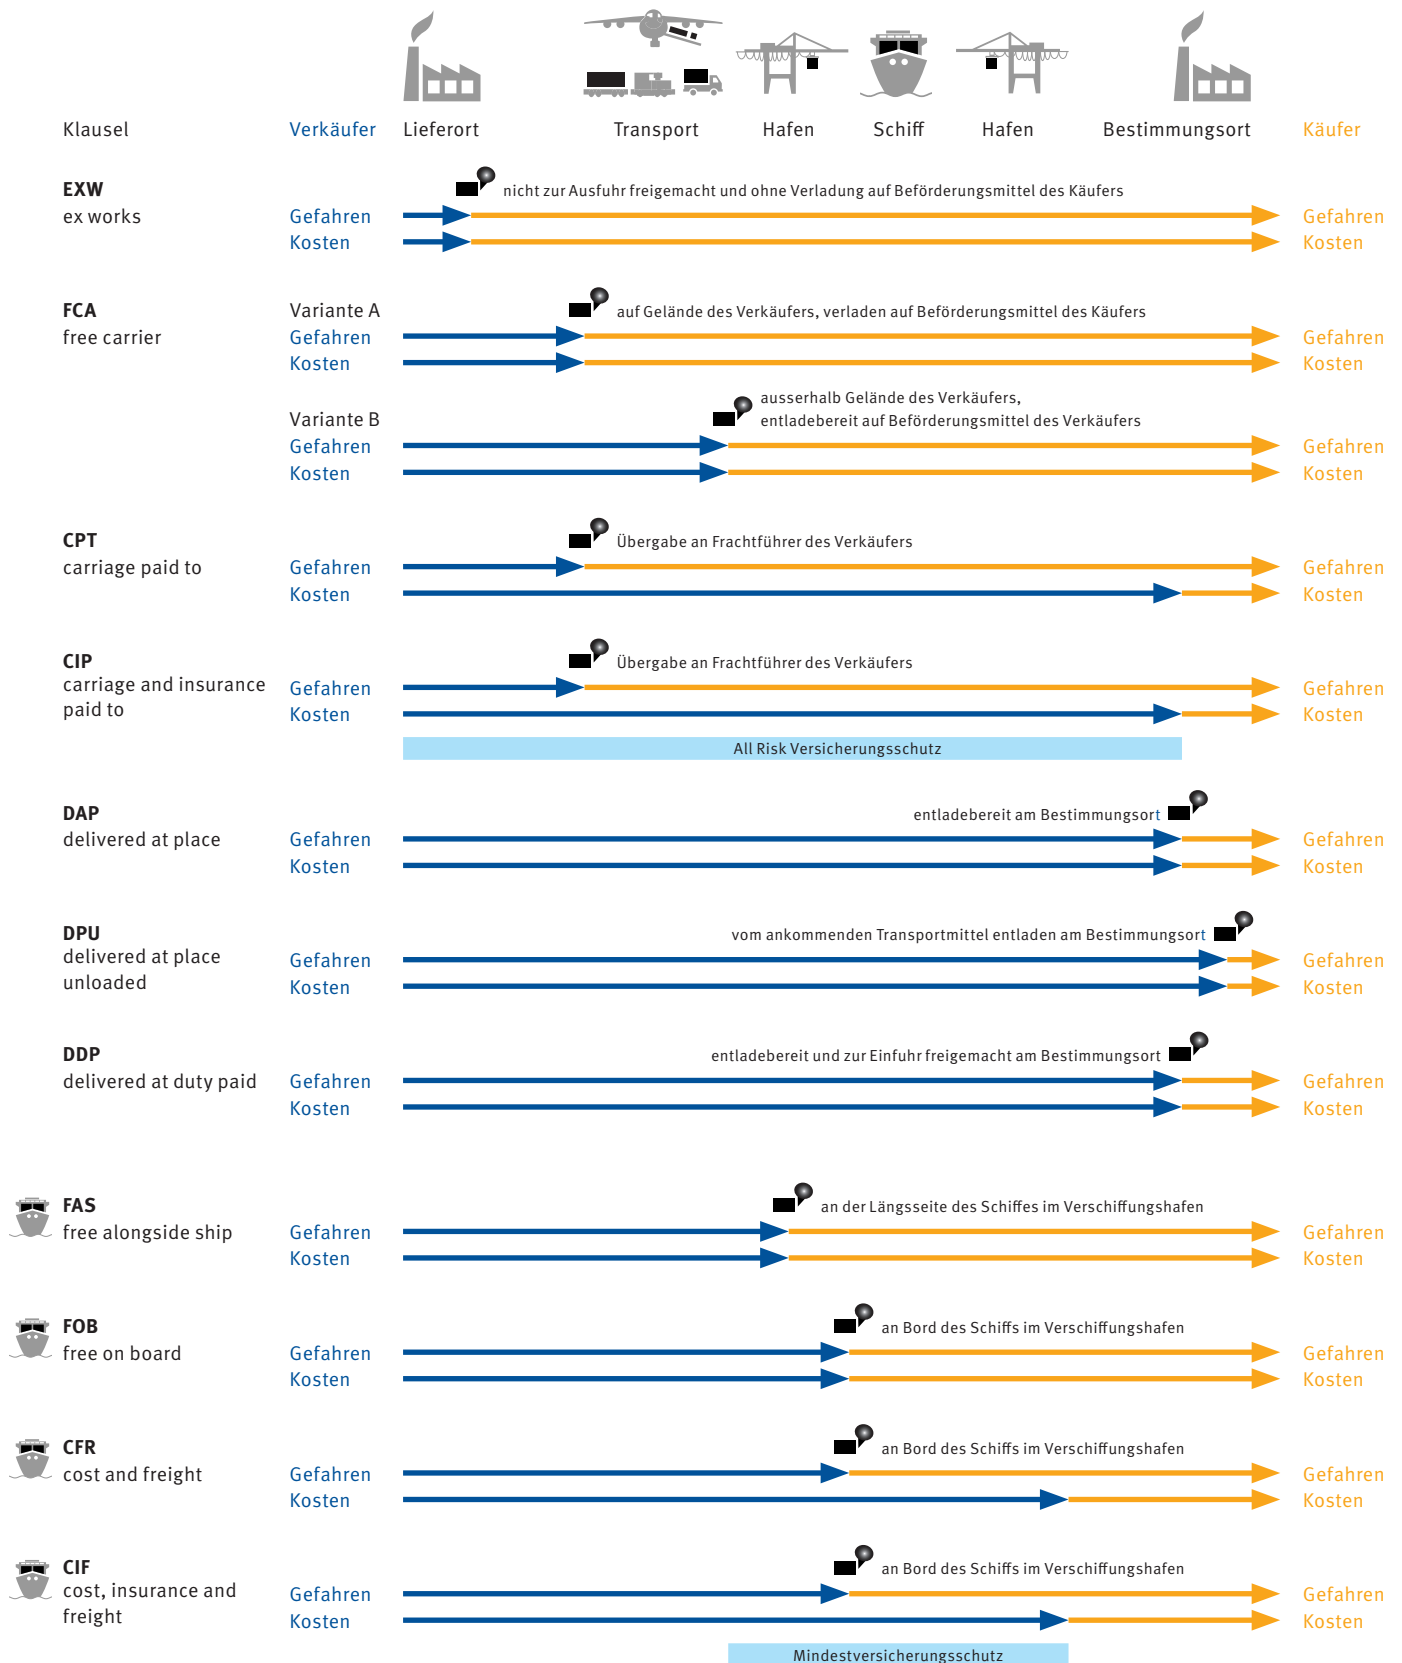 Klausel Verkäufer Lieferort Transport Hafen Schiff Hafen Bestimmungsort Käufer
EXW
nicht zur Ausfuhr freigemacht und ohne Verladung auf Beförderungsmittel des Käufers
ex works Gefahren Gefahren
Kosten Kosten
FCA Variante A auf Gelände des Verkäufers, verladen auf Beförderungsmittel des Käufers
free carrier Gefahren Gefahren
Kosten Kosten
ausserhalb Gelände des Verkäufers,
Variante B entladebereit auf Beförderungsmittel des Verkäufers
Gefahren Gefahren
Kosten Kosten
CPT Übergabe an Frachtführer des Verkäufers
carriage paid to Gefahren Gefahren
Kosten Kosten
CIP Übergabe an Frachtführer des Verkäufers
carriage and insurance Gefahren Gefahren
paid to Kosten Kosten
All Risk Versicherungsschutz
DAP entladebereit am Bestimmungsort
delivered at place Gefahren Gefahren
Kosten Kosten
DPU vom ankommenden Transportmittel entladen am Bestimmungsort
delivered at place Gefahren Gefahren
unloaded Kosten Kosten
DDP entladebereit und zur Einfuhr freigemacht am Bestimmungsort
delivered at duty paid Gefahren Gefahren
Kosten Kosten
FAS an der Längsseite des Schiffes im Verschiffungshafen
free alongside ship Gefahren Gefahren
Kosten Kosten
FOB an Bord des Schiffs im Verschiffungshafen
free on board Gefahren Gefahren
Kosten Kosten
CFR an Bord des Schiffs im Verschiffungshafen
cost and freight Gefahren Gefahren
Kosten Kosten
CIF an Bord des Schiffs im Verschiffungshafen
cost, insurance and Gefahren Gefahren
freight Kosten Kosten
Mindestversicherungsschutz